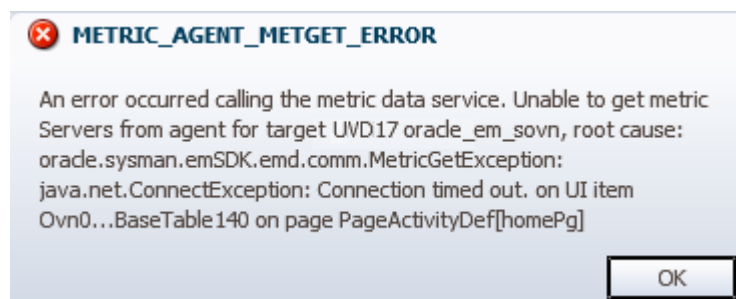 METRIC_AGENT_METGET_ERROR
An error occurred calling the metric data service. Unable to get metric
Servers from agent for target UWD17 oracle_em_sovn, root cause:
oracle.sysman.emSDK.emd.comm.MetricGetException:
java.net.ConnectException: Connection timed out. on UI item
Ovn0...BaseTable140 on page PageActivityDef[homePg]
OK